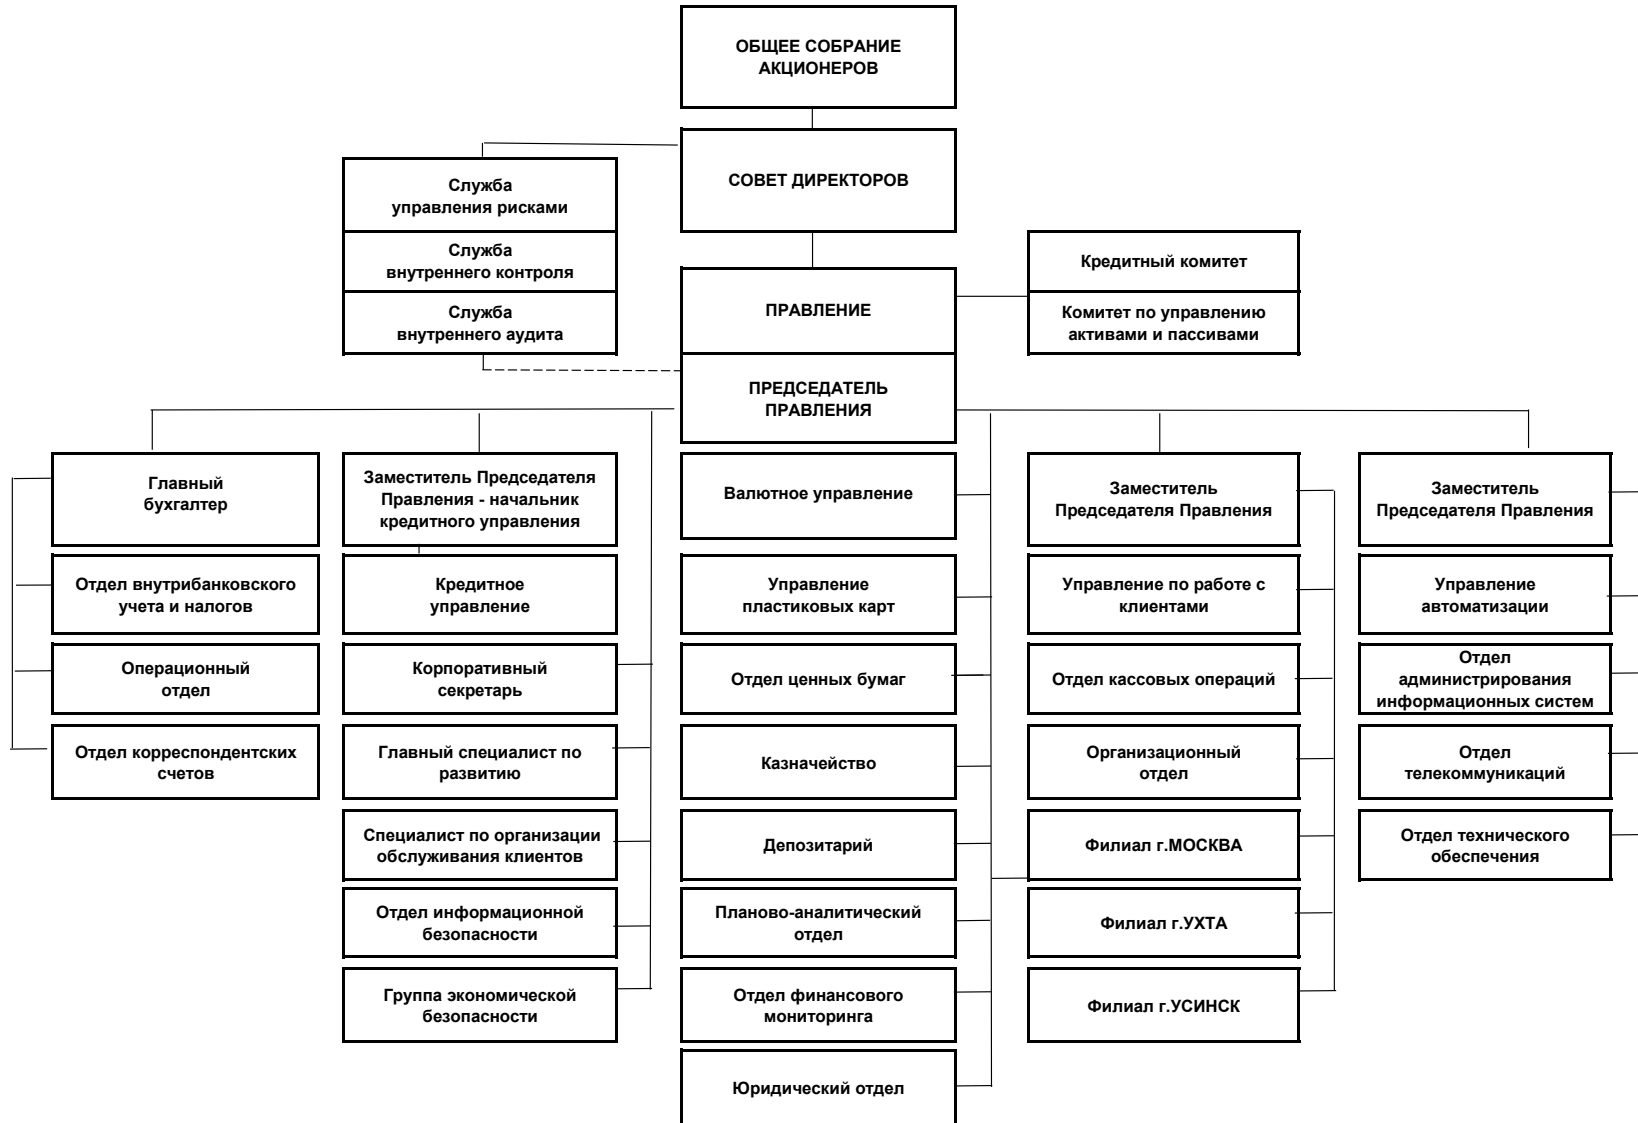 ОБЩЕЕ СОБРАНИЕ
АКЦИОНЕРОВ
СОВЕТ ДИРЕКТОРОВ
Служба
управления рисками
Служба
внутреннего контроля
Служба
внутреннего аудита
ПРАВЛЕНИЕ
Кредитный комитет
Комитет по управлению
активами и пассивами
ПРЕДСЕДАТЕЛЬ
ПРАВЛЕНИЯ
Главный
бухгалтер
Отдел внутрибанковского
учета и налогов
Операционный
отдел
Отдел корреспондентских
счетов
Заместитель Председателя
Правления - начальник
кредитного управления
Кредитное
управление
Корпоративный
секретарь
Главный специалист по
развитию
Специалист по организации
обслуживания клиентов
Отдел информационной
безопасности
Группа экономической
безопасности
Валютное управление
Управление
пластиковых карт
Отдел ценных бумаг
Казначейство
Депозитарий
Планово-аналитический
отдел
Отдел финансового
мониторинга
Юридический отдел
Заместитель
Председателя Правления
Управление по работе с
клиентами
Отдел кассовых операций
Организационный
отдел
Филиал г.МОСКВА
Филиал г.УХТА
Филиал г.УСИНСК
Заместитель
Председателя Правления
Управление
автоматизации
Отдел
администрирования
информационных систем
Отдел
телекоммуникаций
Отдел технического
обеспечения